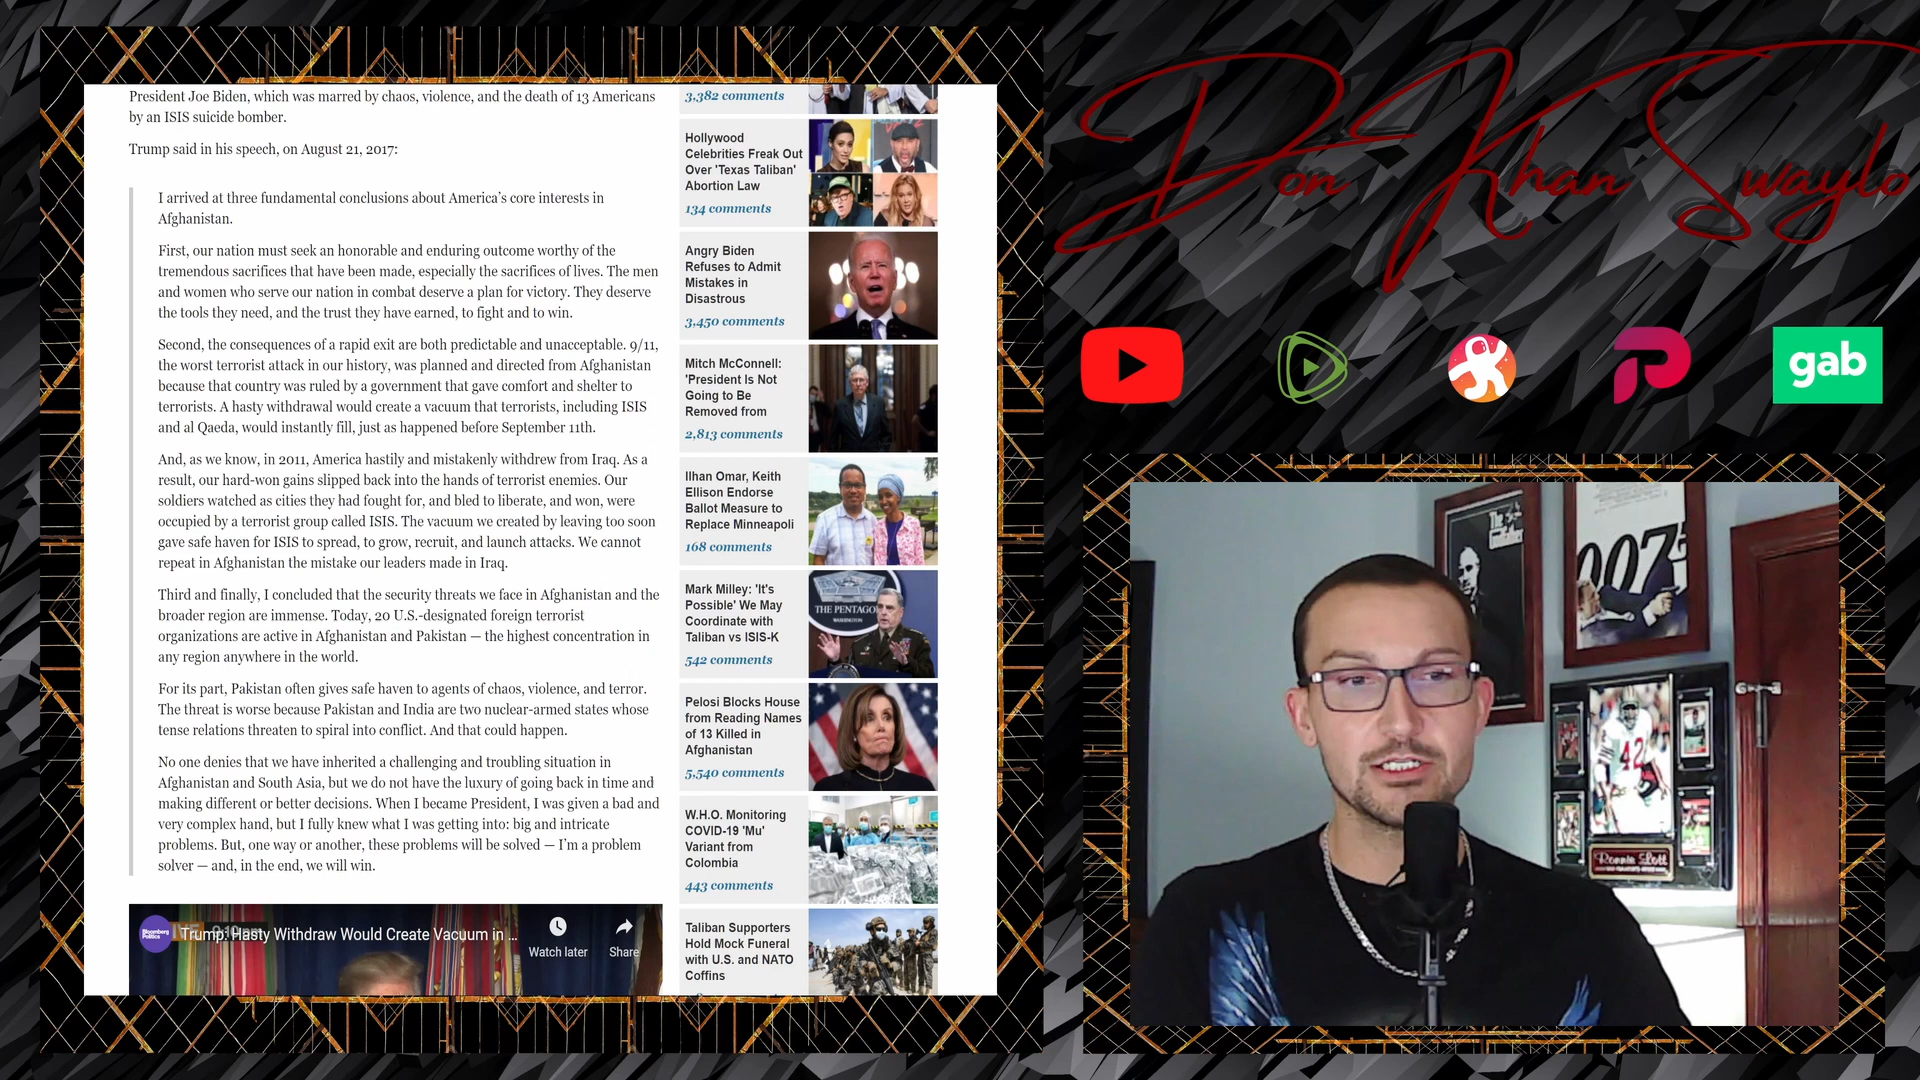 President Joe Biden, which was marred by chaos, violence, and the death of 13 Americans
by an ISIS suicide bomber.
Trump said in his speech, on August 21, 2017:
I arrived at three fundamental conclusions about America's core interests in
Afghanistan.
First, our nation must seek an honorable and enduring outcome worthy of the
tremendous sacrifices that have been made, especially the sacrifices of lives. The men
and women who serve our nation in combat deserve a plan for victory. They deserve
the tools they need, and the trust they have earned, to fight and to win.
Second, the consequences of a rapid exit are both predictable and unacceptable. 9/11,
the worst terrorist attack in our history, was planned and directed from Afghanistan
because that country was ruled by a government that gave comfort and shelter to
terrorists. A hasty withdrawal would create a vacuum that terrorists, including ISIS
and al Qaeda, would instantly fill, just as happened before September 11th.
And, as we know, in 2011, America hastily and mistakenly withdrew from Iraq. As a
result, our hard-won gains slipped back into the hands of terrorist enemies. Our
soldiers watched as cities they had fought for, and bled to liberate, and won, were
occupied by a terrorist group called ISIS. The vacuum we created by leaving too soon
gave safe haven for ISIS to spread, to grow, recruit, and launch attacks. We cannot
repeat in Afghanistan the mistake our leaders made in Iraq.
Third and finally, I concluded that the security threats we face in Afghanistan and the
broader region are immense. Today, 20 U.S.-designated foreign terrorist
organizations are active in Afghanistan and Pakistan — the highest concentration in
any region anywhere in the world.
For its part, Pakistan often gives safe haven to agents of chaos, violence, and terror.
The threat is worse because Pakistan and India are two nuclear-armed states whose
tense relations threaten to spiral into conflict. And that could happen.
No one denies that we have inherited a challenging and troubling situation in
Afghanistan and South Asia, but we do not have the luxury of going back in time and
making different or better decisions. When I became President, I was given a bad and
very complex hand, but I fully knew what I was getting into: big and intricate
problems. But, one way or another, these problems will be solved — I'm a problem
solver — and, in the end, we will win.
Bloomberg
Politics
Trump: Hasty Withdraw Would Create Vacuum in ...
Watch later
Share
3,382 comments
Hollywood
Celebrities Freak Out
Over 'Texas Taliban'
Abortion Law
134 comments
Angry Biden
Refuses to Admit
Mistakes in
Disastrous
3,450 comments
Mitch McConnell:
'President Is Not
Going to Be
Removed from
2,813 comments
Ilhan Omar, Keith
Ellison Endorse
Ballot Measure to
Replace Minneapoli
168 comments
Mark Milley: 'It's
Possible' We May
Coordinate with
Taliban vs ISIS-K
542 comments
THE PENTAGO
Pelosi Blocks House
from Reading Names
of 13 Killed in
Afghanistan
5,540 comments
W.H.O. Monitoring
COVID-19 'Mu'
Variant from
Colombia
443 comments
Taliban Supporters
Hold Mock Funeral
with U.S. and NATO
Coffins
Don Khan Swaylo
gab
The
007
42
Ronnie Lott